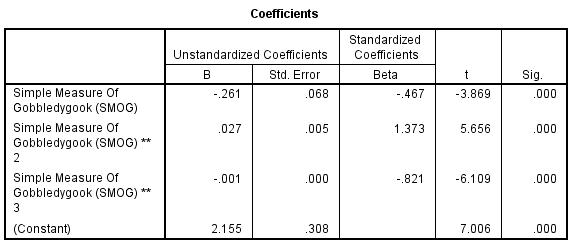 Coefficients
Unstandardized Coefficients
Standardized
Coefficients
B Std. Error Beta t Sig.
Simple Measure Of
Gobbledygook (SMOG) -.261 .068 -.467 -3.869 .000
Simple Measure Of
Gobbledygook (SMOG) **
2 .027 .005 1.373 5.656 .000
Simple Measure Of
Gobbledygook (SMOG) **
3 -.001 .000 -.821 -6.109 .000
(Constant) 2.155 .308 7.006 .000